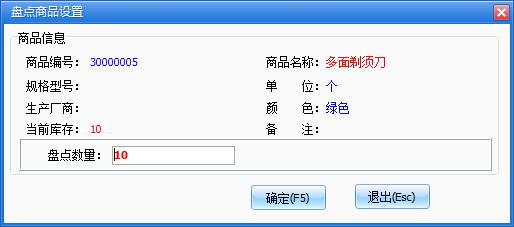 盘点商品设置
商品信息
商品编号： 30000005 商品名称：多面剃须刀
规格型号： 单 位：个
生产厂商： 颜 色：绿色
当前库存： 10 备 注：
盘点数量： 10
确定(F5) 退出(Esc)